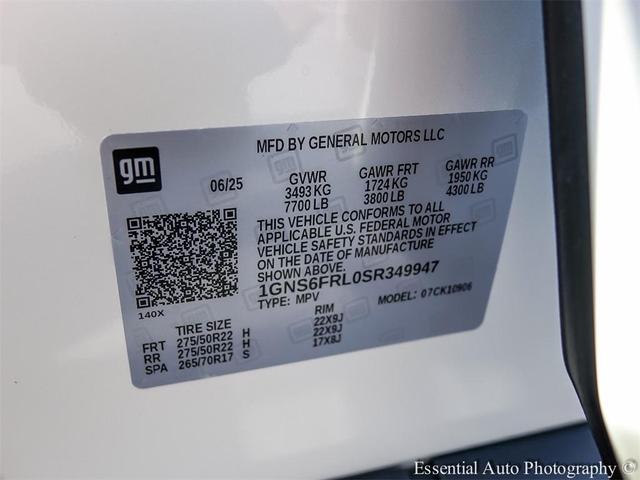 MFD BY GENERAL MOTORS LLC
gm
06/25
GVWR GAWR FRT GAWR RR
3493 KG 1724 KG 1950 KG
7700 LB 3800 LB 4300 LB
THIS VEHICLE CONFORMS TO ALL
APPLICABLE U.S. FEDERAL MOTOR
VEHICLE SAFETY STANDARDS IN EFFECT
ON THE DATE OF MANUFACTURE
SHOWN ABOVE.
1GNS6FRL0SR349947
TYPE: MPV MODEL: 07CK10906
140X
TIRE SIZE RIM
FRT 275/50R22 H 22X9J
RR 275/50R22 H 22X9J
SPA 265/70R17 S 17X8J
Essential Auto Photography ©